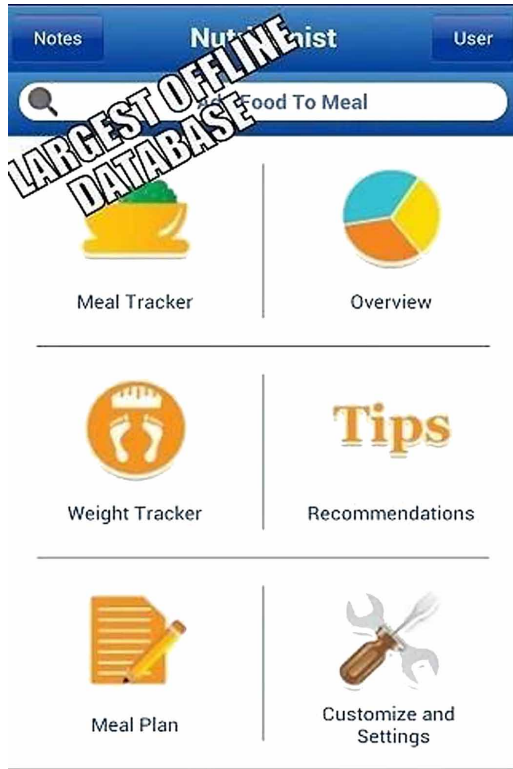 Notes
User
LARGEST OFFLINE
DATABASE
Food To Meal
Meal Tracker
Overview
Weight Tracker
Tips
Recommendations
Meal Plan
Customize and
Settings